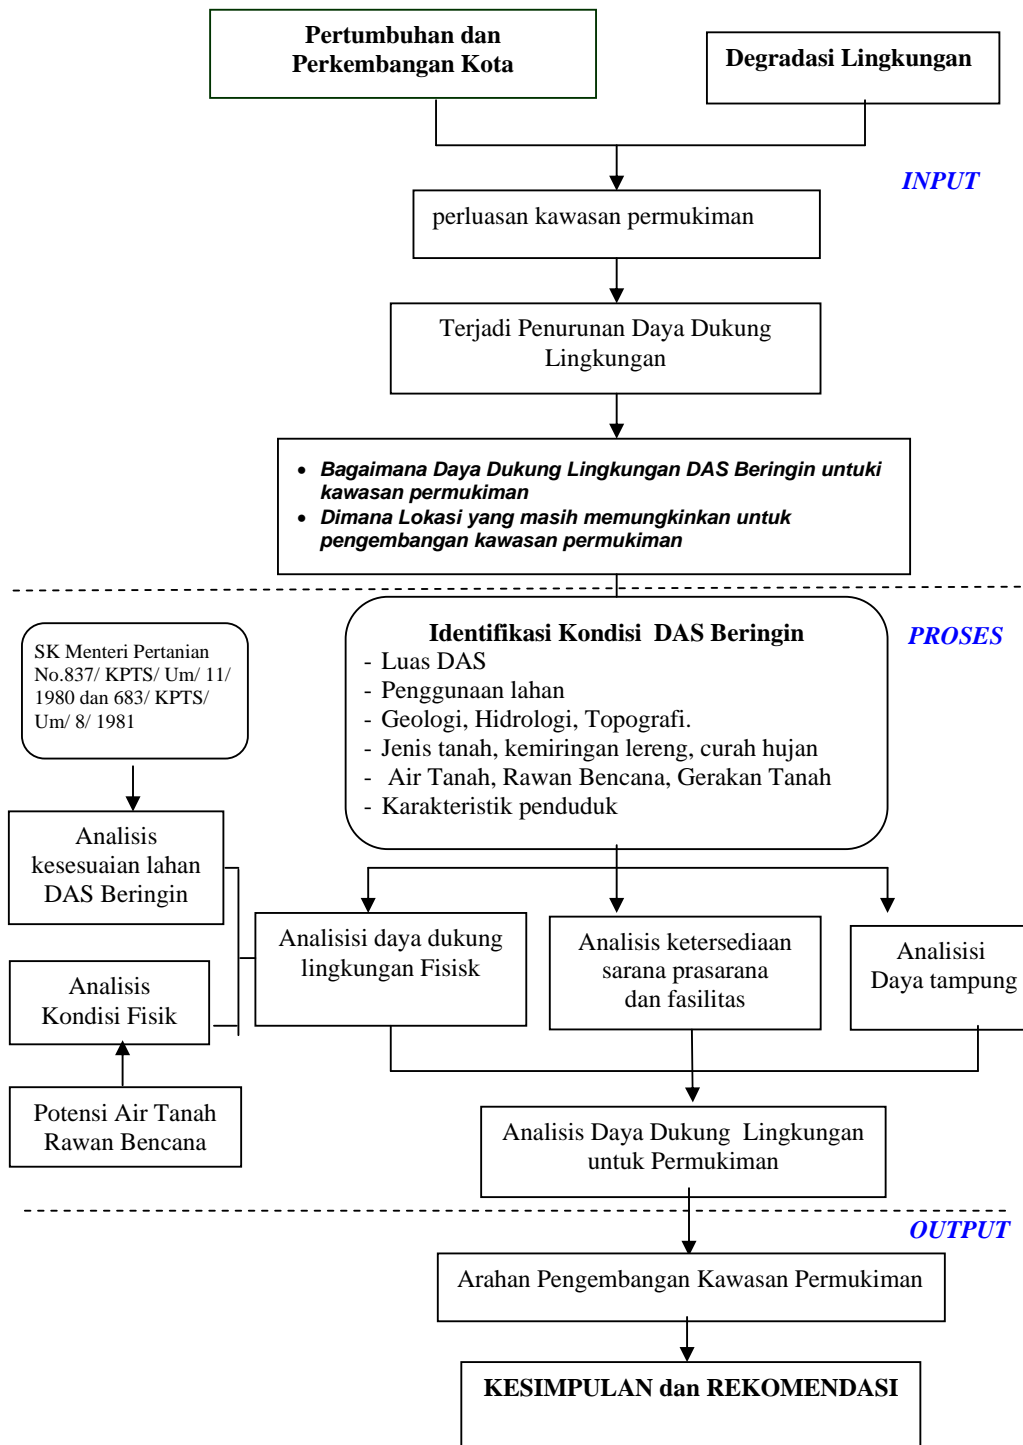 Pertumbuhan dan
Perkembangan Kota
Degradasi Lingkungan
INPUT
perluasan kawasan permukiman
Terjadi Penurunan Daya Dukung
Lingkungan
• Bagaimana Daya Dukung Lingkungan DAS Beringin untuki
kawasan permukiman
• Dimana Lokasi yang masih memungkinkan untuk
pengembangan kawasan permukiman
PROSES
SK Menteri Pertanian
No.837/ KPTS/ Um/ 11/
1980 dan 683/ KPTS/
Um/ 8/ 1981
Identifikasi Kondisi DAS Beringin
- Luas DAS
- Penggunaan lahan
- Geologi, Hidrologi, Topografi.
- Jenis tanah, kemiringan lereng, curah hujan
- Air Tanah, Rawan Bencana, Gerakan Tanah
- Karakteristik penduduk
Analisis
kesesuaian lahan
DAS Beringin
Analisisi daya dukung
lingkungan Fisisk
Analisis ketersediaan
sarana prasarana
dan fasilitas
Analisisi
Daya tampung
Analisis
Kondisi Fisik
Potensi Air Tanah
Rawan Bencana
Analisis Daya Dukung Lingkungan
untuk Permukiman
OUTPUT
Arahan Pengembangan Kawasan Permukiman
KESIMPULAN dan REKOMENDASI